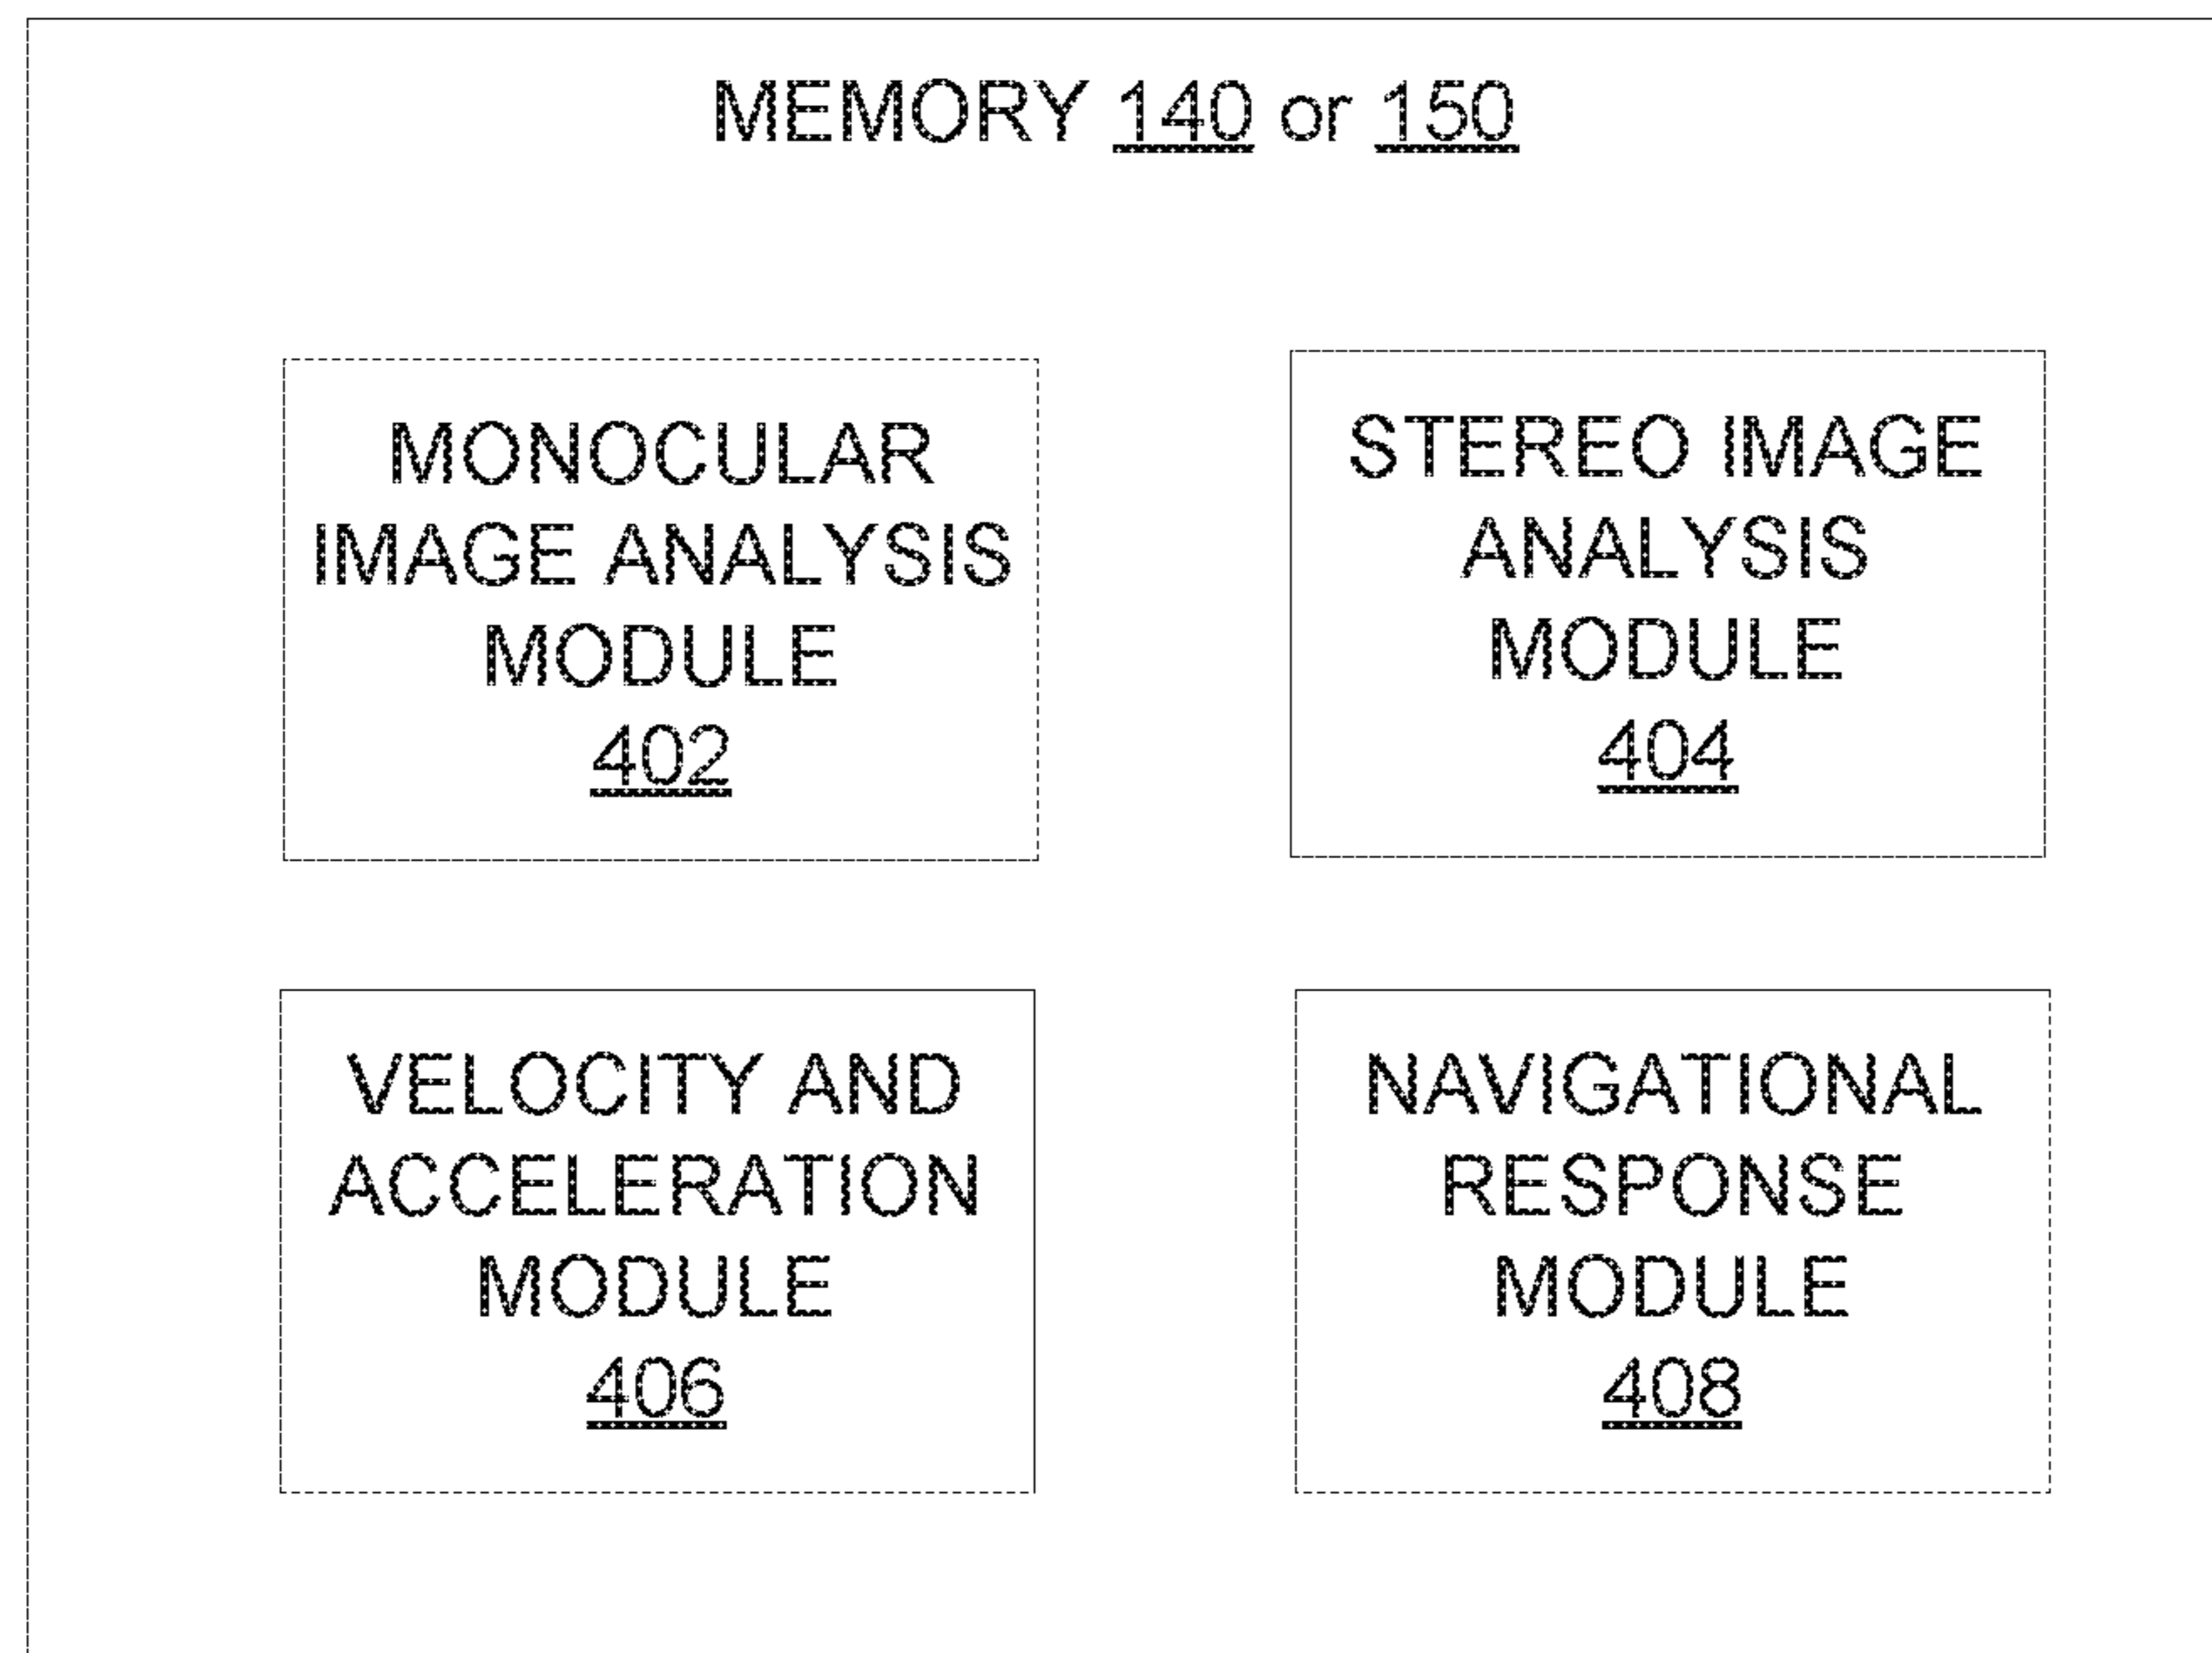 MEMORY 140 or 150
MONOCULAR
IMAGE ANALYSIS
MODULE
402
STEREO IMAGE
ANALYSIS
MODULE
404
VELOCITY AND
ACCELERATION
MODULE
406
NAVIGATIONAL
RESPONSE
MODULE
408